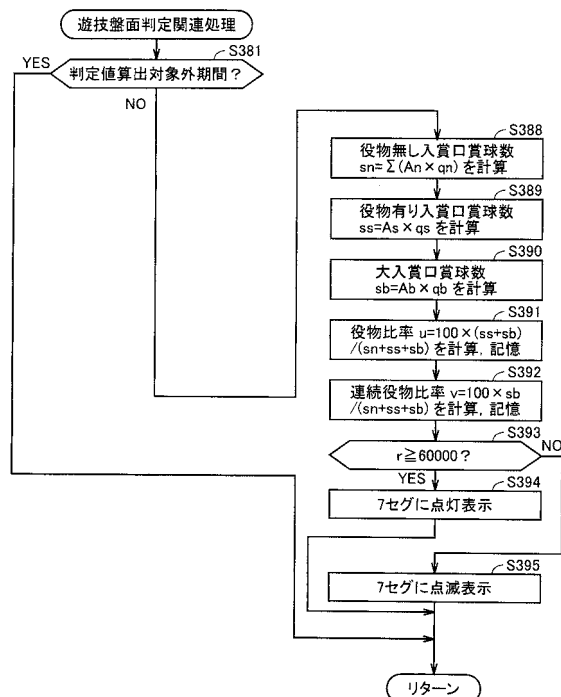 遊技盤面判定関連処理
S381
YES
判定値算出対象外期間？
NO
S388
役物無し入賞口賞球数
sn=Σ(An×qn)を計算
S389
役物有り入賞口賞球数
ss=As×qsを計算
S390
大入賞口賞球数
sb=Ab×qbを計算
S391
役物比率 u=100×(ss+sb)
/(sn+ss+sb)を計算, 記憶
S392
連続役物比率 v=100×sb
/(sn+ss+sb)を計算, 記憶
S393
r≧60000？
NO
YES
S394
7セグに点灯表示
S395
7セグに点滅表示
リターン